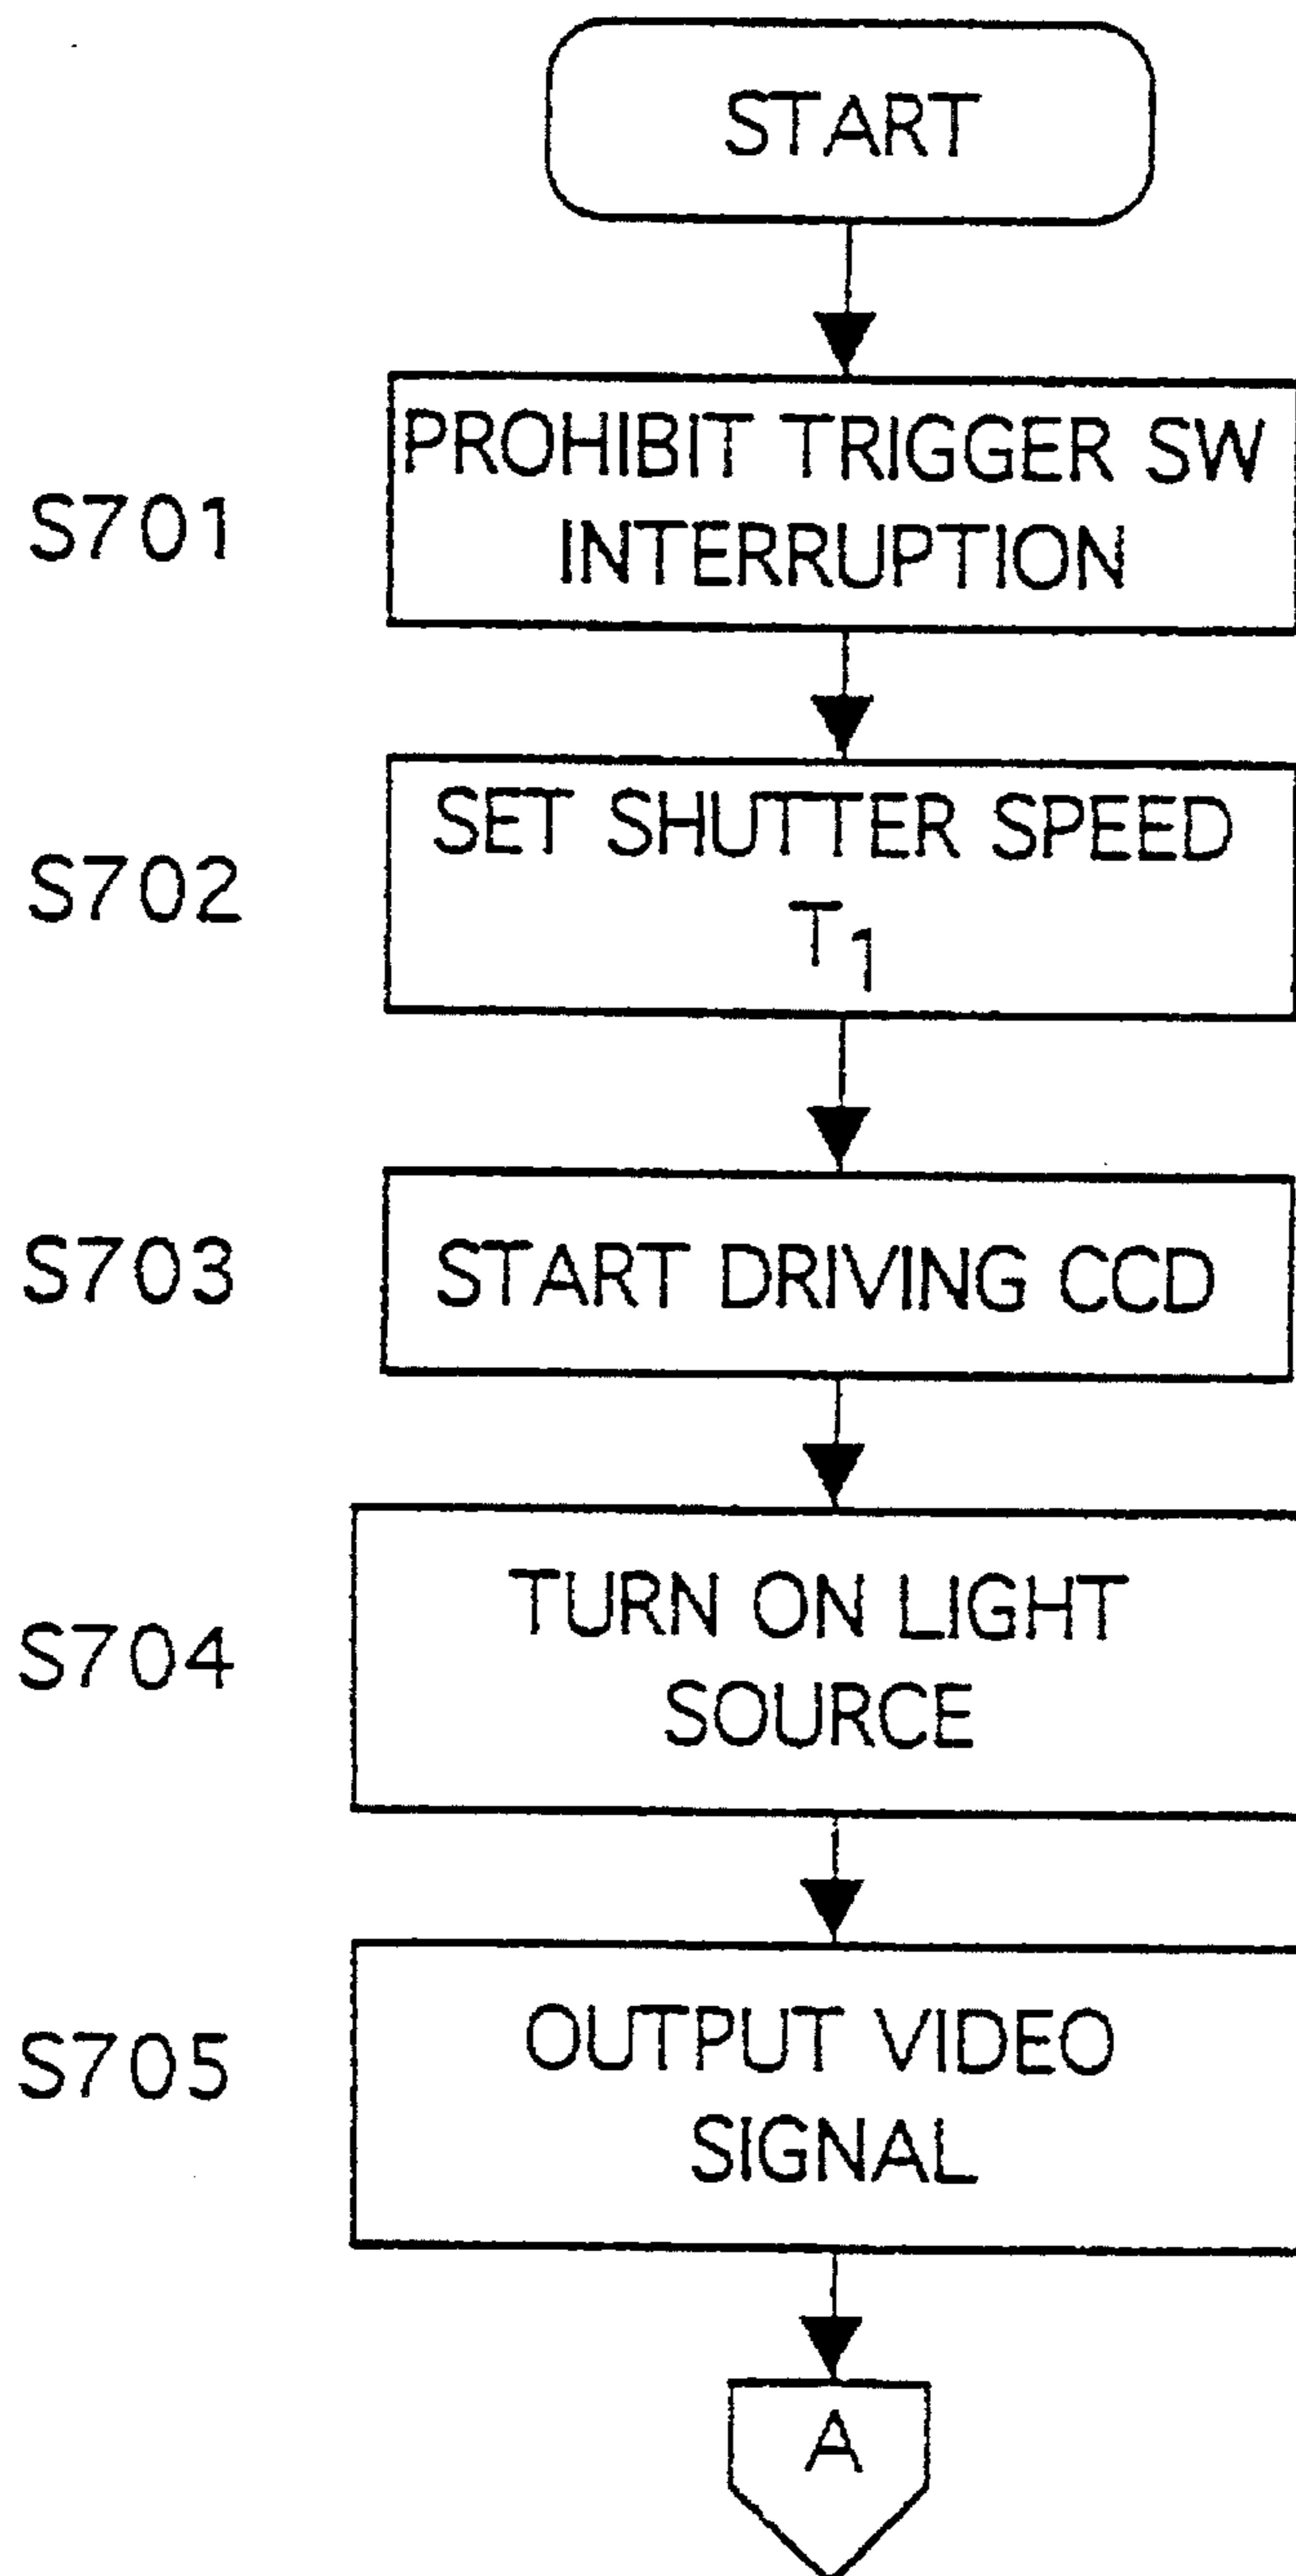 START
S701
PROHIBIT TRIGGER SW
INTERRUPTION
S702
SET SHUTTER SPEED
T₁
S703
START DRIVING CCD
S704
TURN ON LIGHT
SOURCE
S705
OUTPUT VIDEO
SIGNAL
A